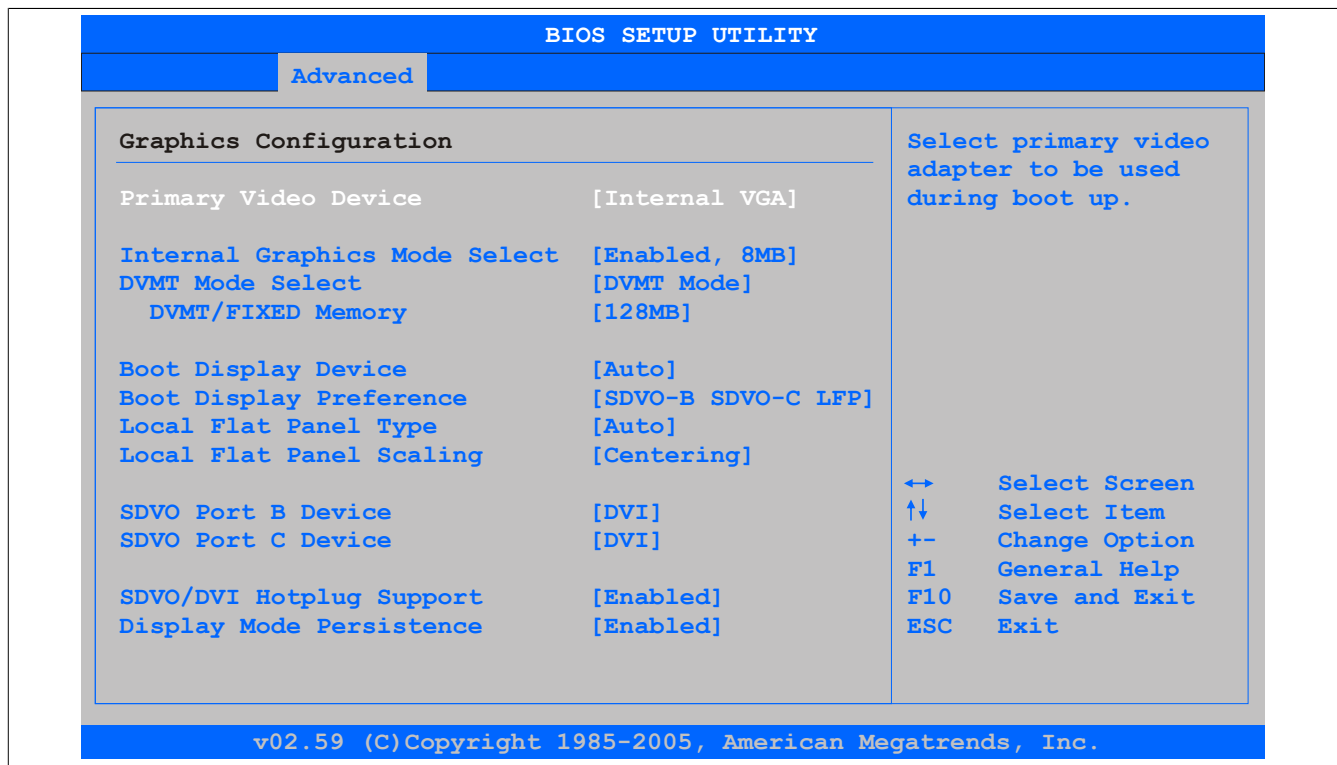 BIOS SETUP UTILITY
Advanced
Graphics Configuration
Primary Video Device [Internal VGA]
Internal Graphics Mode Select [Enabled, 8MB]
DVMT Mode Select [DVMT Mode]
DVMT/FIXED Memory [128MB]
Boot Display Device [Auto]
Boot Display Preference [SDVO-B SDVO-C LFP]
Local Flat Panel Type [Auto]
Local Flat Panel Scaling [Centering]
SDVO Port B Device [DVI]
SDVO Port C Device [DVI]
SDVO/DVI Hotplug Support [Enabled]
Display Mode Persistence [Enabled]
Select primary video
adapter to be used
during boot up.
↔ Select Screen
↑↓ Select Item
+- Change Option
F1 General Help
F10 Save and Exit
ESC Exit
v02.59 (C)Copyright 1985-2005, American Megatrends, Inc.